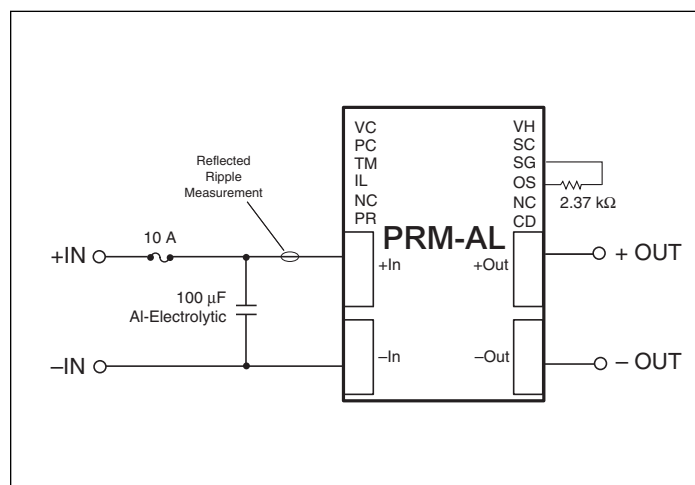 Reflected
Ripple
Measurement
10 A
+IN
100 μF
Al-Electrolytic
–IN
VC
PC
TM
IL
NC
PR
VH
SC
SG
OS
NC
CD
PRM-AL
+In
+Out
–In
–Out
2.37 kΩ
+ OUT
– OUT